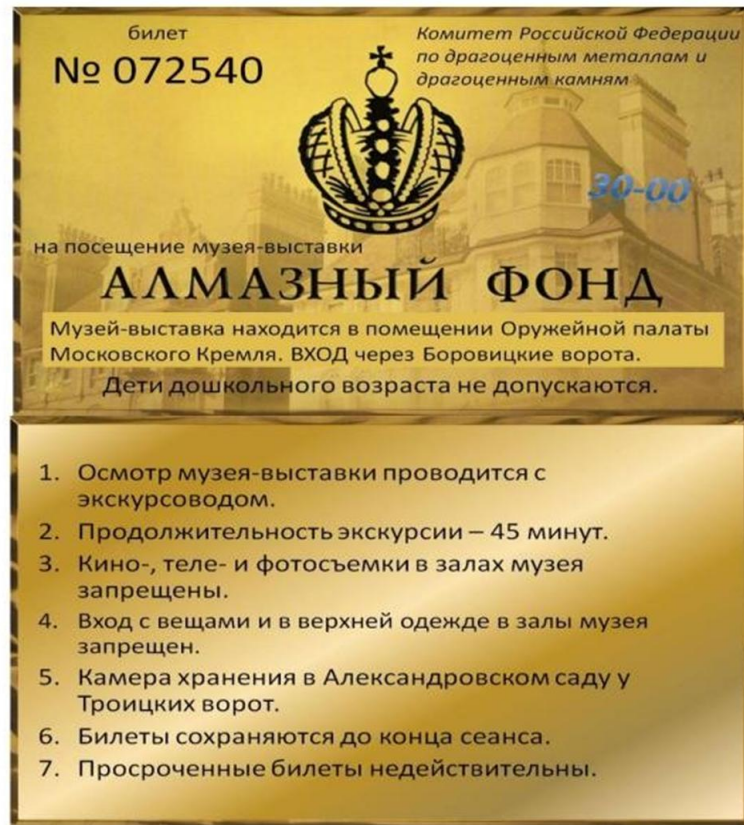 билет
№ 072540
Комитет Российской Федерации
по драгоценным металлам и
драгоценным камням
30-00
на посещение музея-выставки
АЛМАЗНЫЙ ФОНД
Музей-выставка находится в помещении Оружейной палаты
Московского Кремля. ВХОД через Боровицкие ворота.
Дети дошкольного возраста не допускаются.
1. Осмотр музея-выставки проводится с
экскурсоводом.
2. Продолжительность экскурсии – 45 минут.
3. Кино-, теле- и фотосъемки в залах музея
запрещены.
4. Вход с вещами и в верхней одежде в залы музея
запрещен.
5. Камера хранения в Александровском саду у
Троицких ворот.
6. Билеты сохраняются до конца сеанса.
7. Просроченные билеты недействительны.